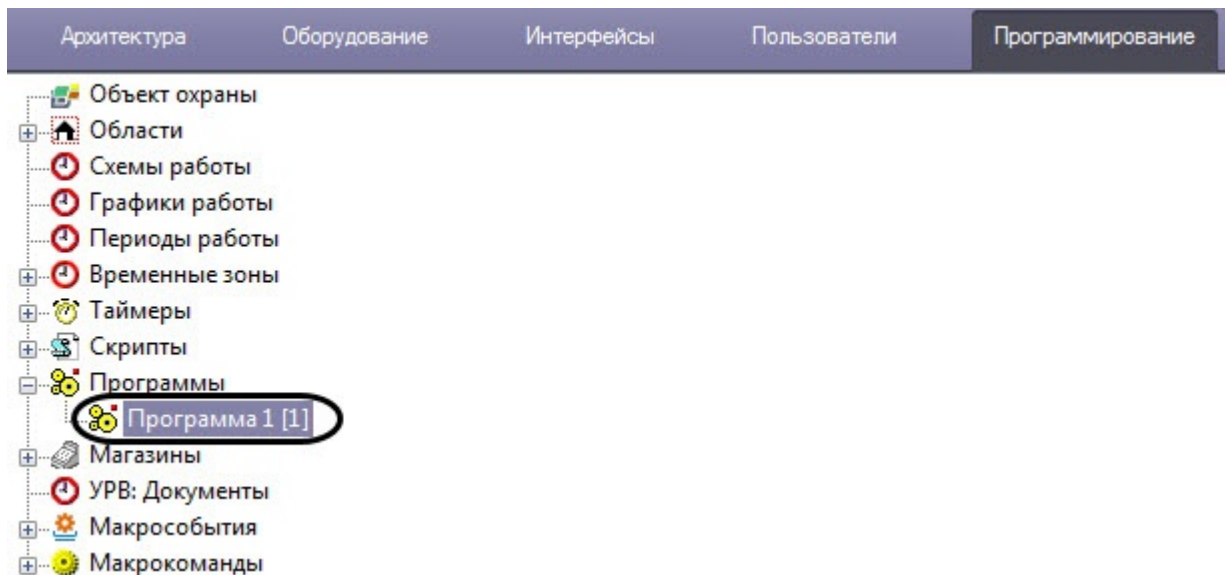 Архитектура Оборудование Интерфейсы Пользователи Программирование
Объект охраны
Области
Схемы работы
Графики работы
Периоды работы
Временные зоны
Таймеры
Скрипты
Программы
Программа 1 [1]
Магазины
УРВ: Документы
Макрособытия
Макрокоманды